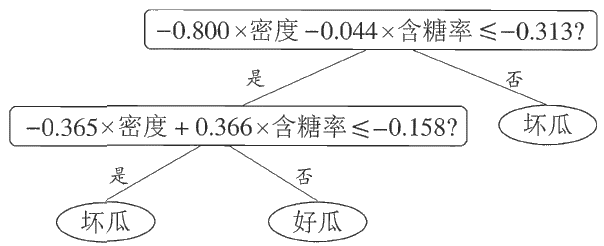 -0.800×密度-0.044×含糖率≤-0.313?
是
否
-0.365×密度+0.366×含糖率≤-0.158?
坏瓜
是
否
坏瓜
好瓜